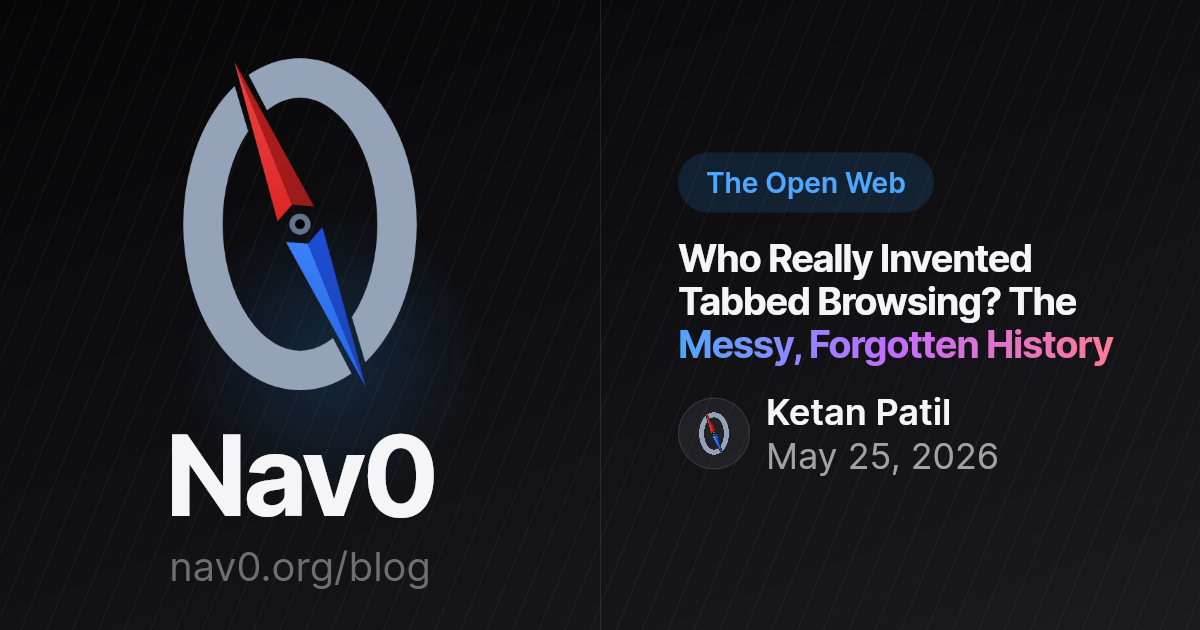 Nav0
nav0.org/blog
The Open Web
Who Really Invented
Tabbed Browsing? The
Messy, Forgotten History
Ketan Patil
May 25, 2026